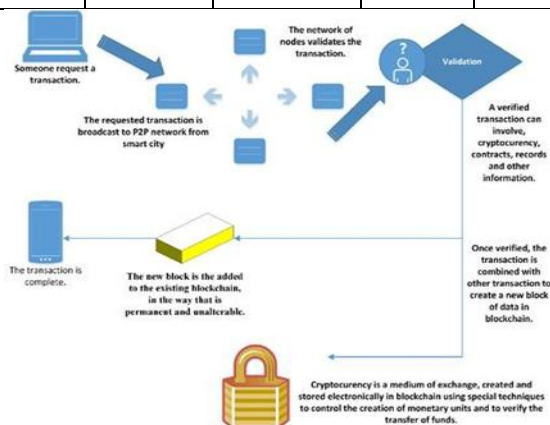 Someone request a
transaction.
The network of
nodes validates the
transaction.
?
Validation
The requested transaction is
broadcast to P2P network from
smart city
A verified
transaction can
involve,
cryptocurency,
contracts, records
and other
information.
Once verified, the
transaction is
combined with
other transaction to
create a new block
of data in
blockchain.
The transaction is
complete.
The new block is the added
to the existing blockchain,
in the way that is
permanent and unalterable.
Cryptocurency is a medium of exchange, created and
stored electronically in blockchain using special techniques
to control the creation of monetary units and to verify the
transfer of funds.